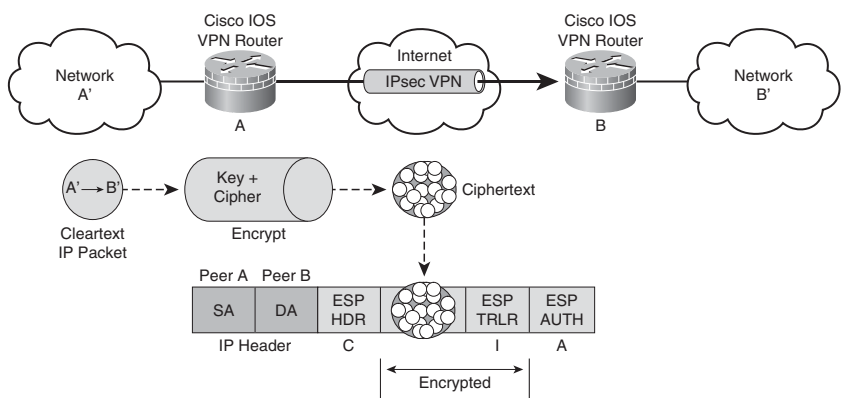 Cisco IOS
VPN Router
Cisco IOS
VPN Router
Network
A'
Internet
IPsec VPN
Network
B'
A
B
A' → B'
Key +
Cipher
Ciphertext
Cleartext
IP Packet
Encrypt
Peer A
Peer B
SA
DA
ESP
HDR
ESP
TRLR
ESP
AUTH
IP Header
C
I
A
Encrypted